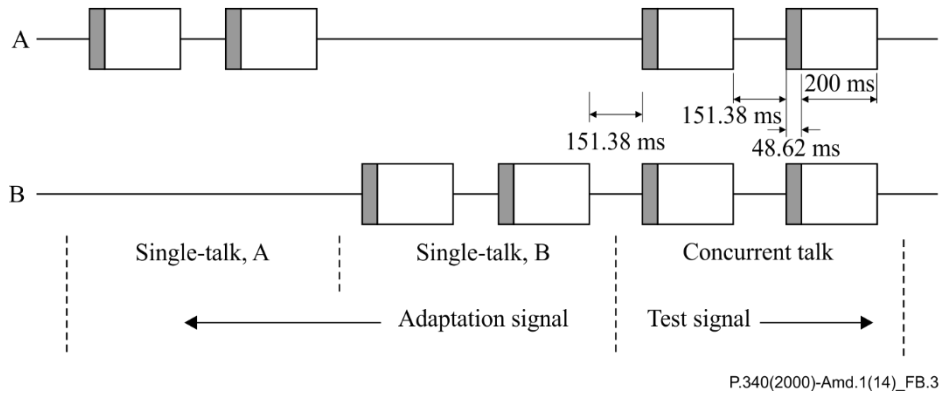 A
200 ms
151.38 ms
151.38 ms
48.62 ms
B
Single-talk, A
Single-talk, B
Concurrent talk
Adaptation signal
Test signal
P.340(2000)-Amd.1(14)_FB.3